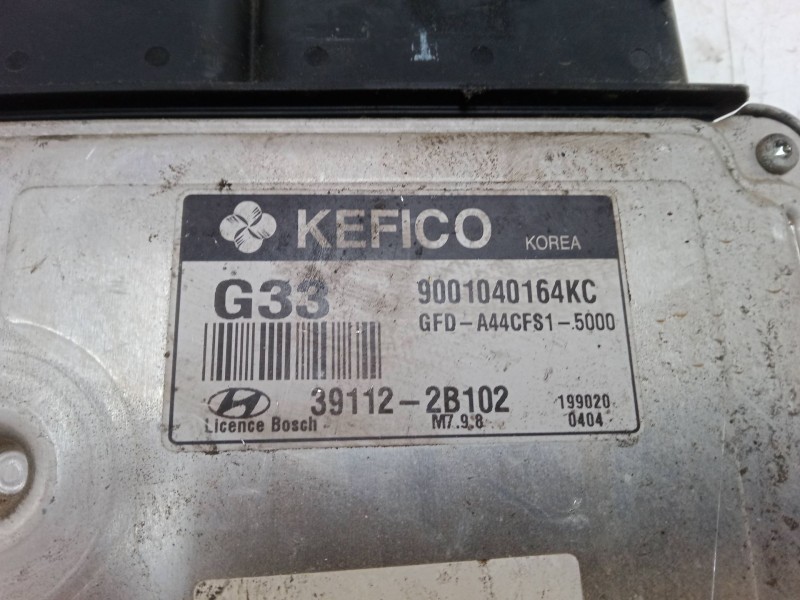 KEFICO KOREA
G33 9001040164KC
GFD-A44CFS1-5000
39112-2B102 199020
Licence Bosch M7.9.8 0404